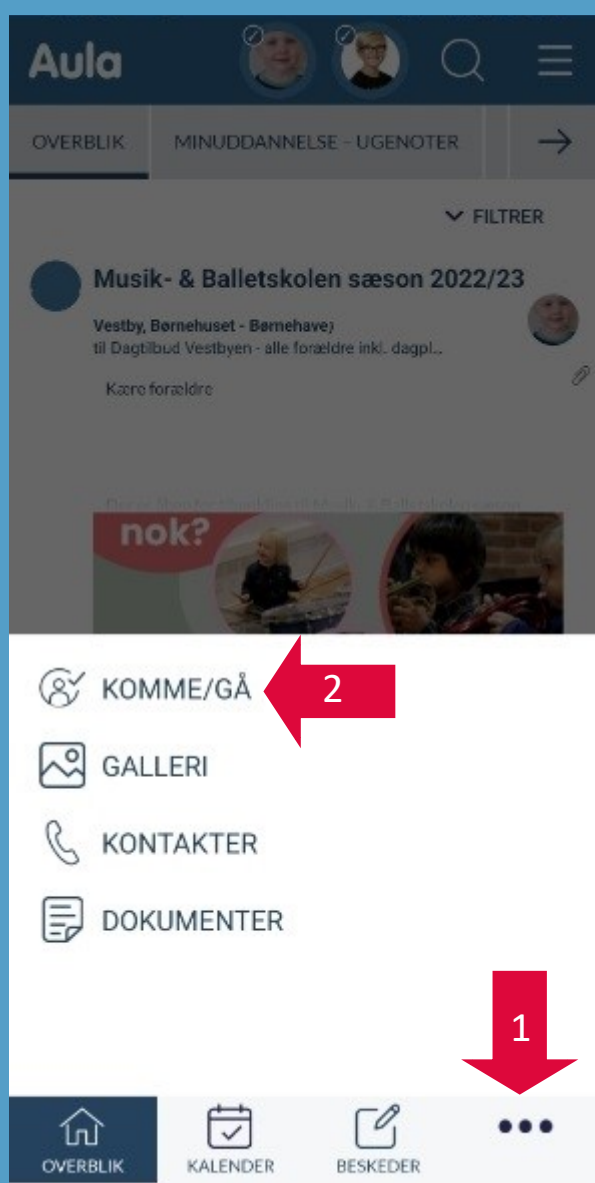 Aula
OVERBLIK
MINUDDANNELSE - UGENOTER
FILTRER
Musik- & Balletskolen sæson 2022/23
Vestby, Børnehuset - Børnehave)
til Dagtilbud Vestbyen - alle forældre inkl. dagpl...
Kære forældre
nok?
KOMME/GÅ
2
GALLERI
KONTAKTER
DOKUMENTER
1
OVERBLIK
KALENDER
BESKEDER